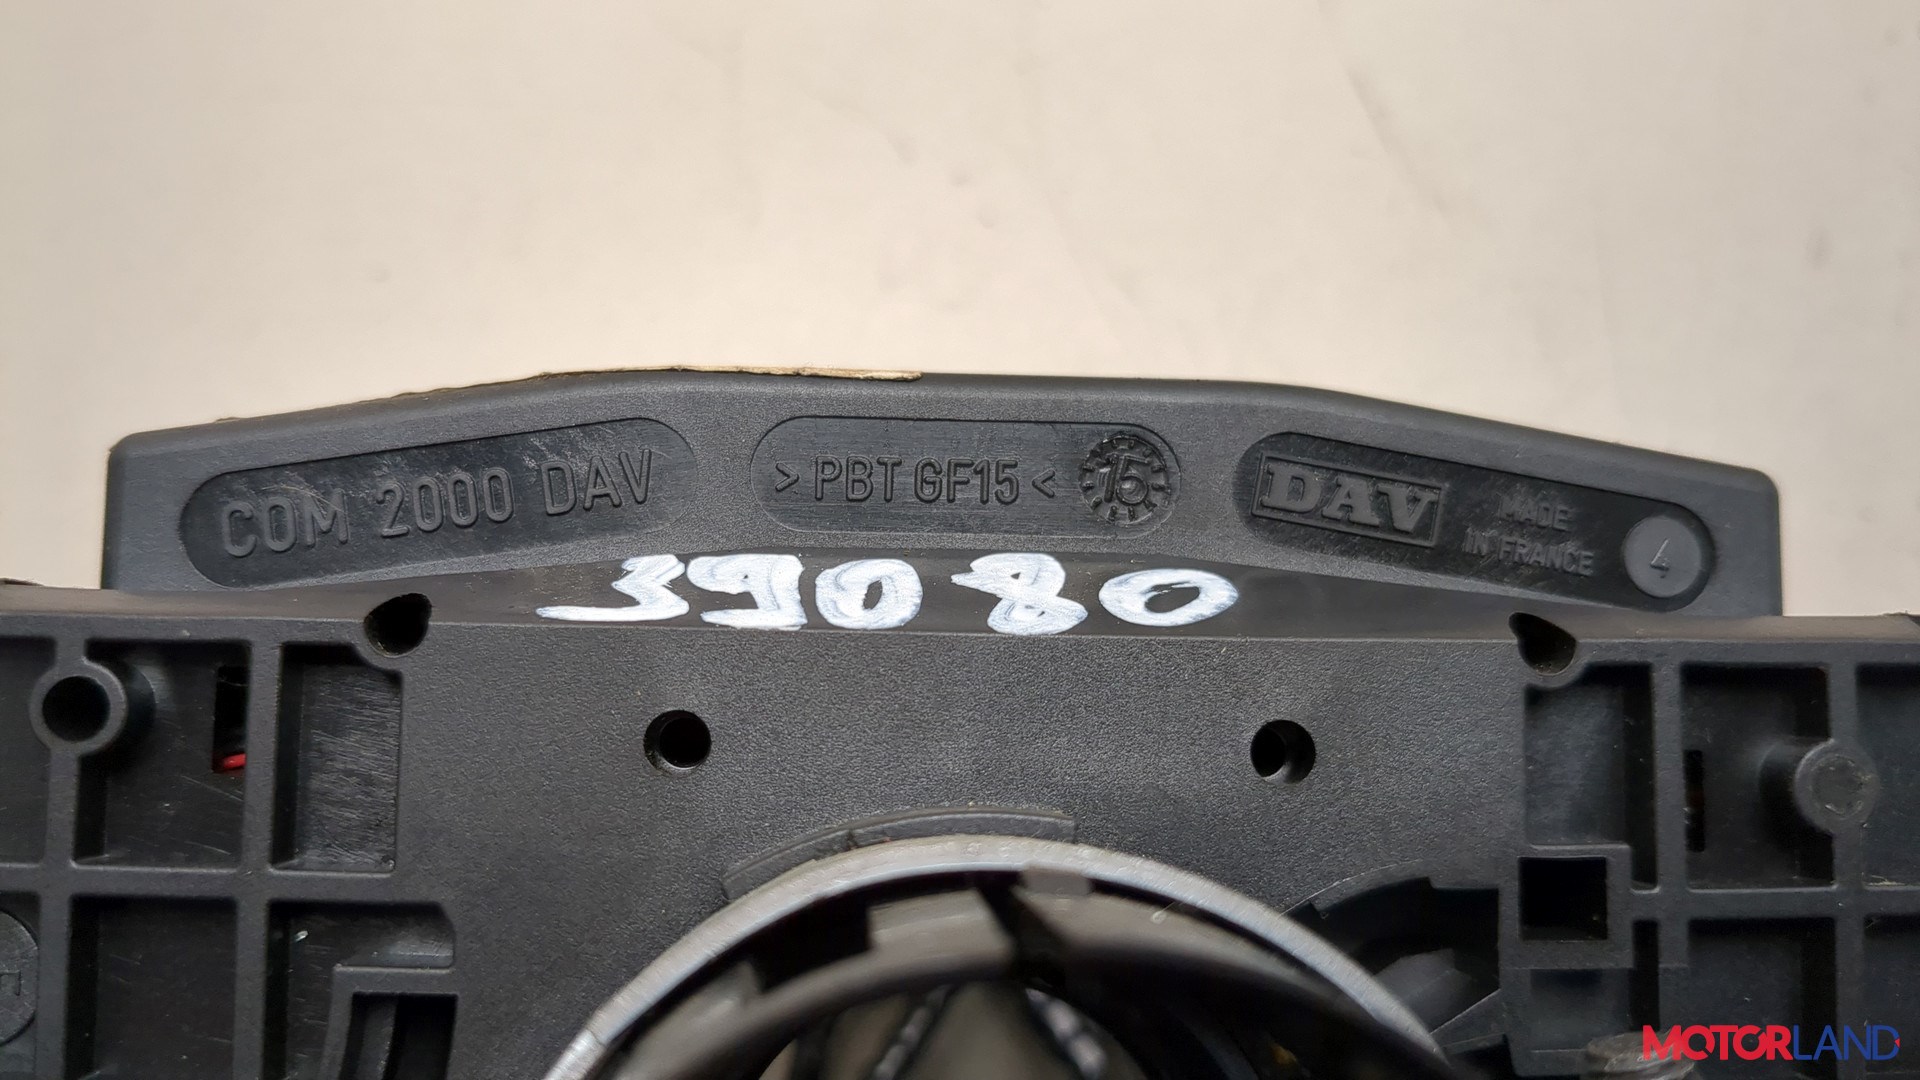 COM 2000 DAV
>PBT GF15< 15
DAV
MADE
IN FRANCE
4
39080
MOTORLAND